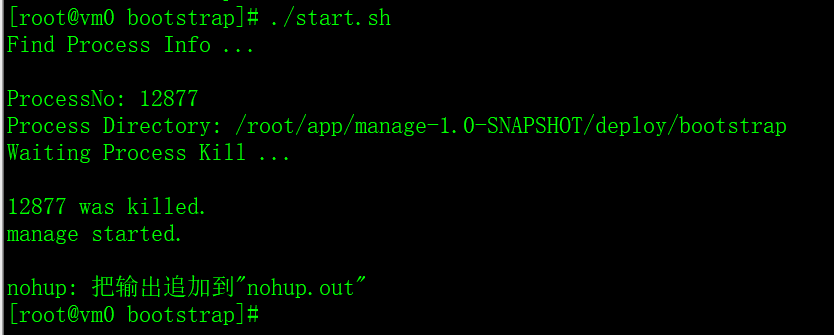 [root@vm0 bootstrap]# ./start.sh
Find Process Info ...
ProcessNo: 12877
Process Directory: /root/app/manage-1.0-SNAPSHOT/deploy/bootstrap
Waiting Process Kill ...
12877 was killed.
manage started.
nohup: 把输出追加到"nohup.out"
[root@vm0 bootstrap]#